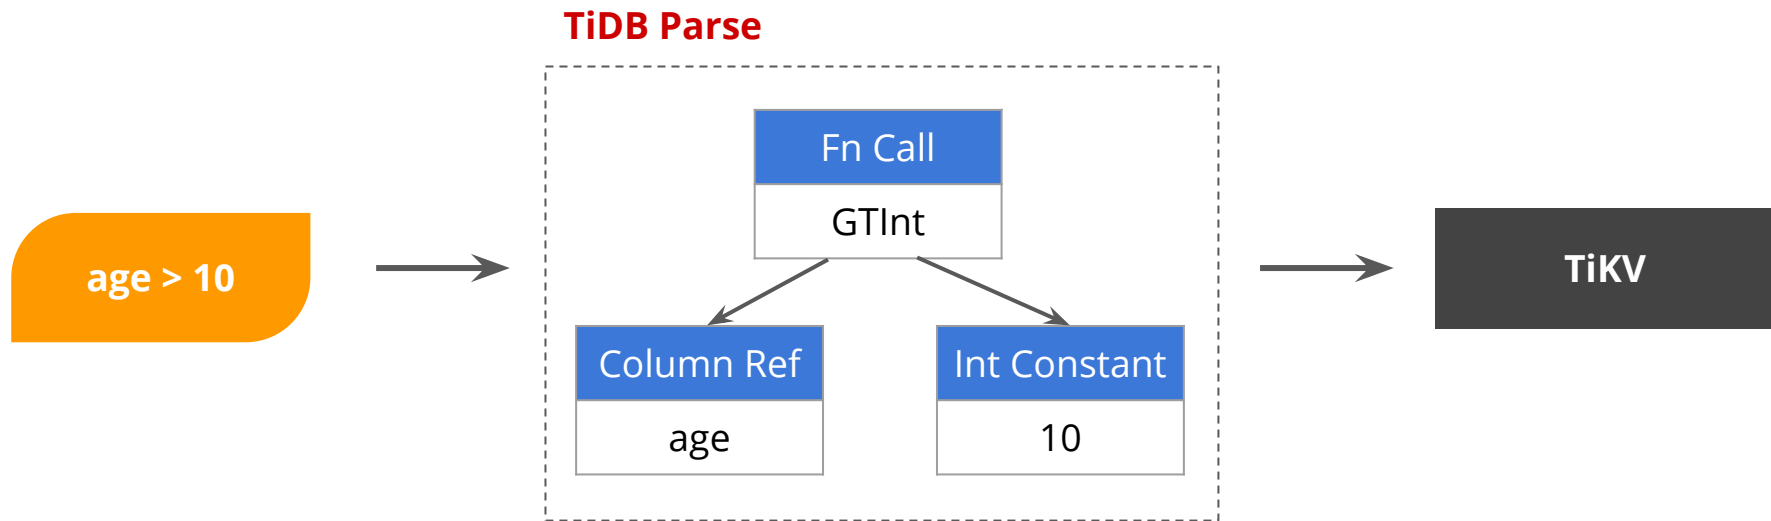 TiDB Parse
age > 10
Fn Call
GTInt
Column Ref
age
Int Constant
10
TiKV